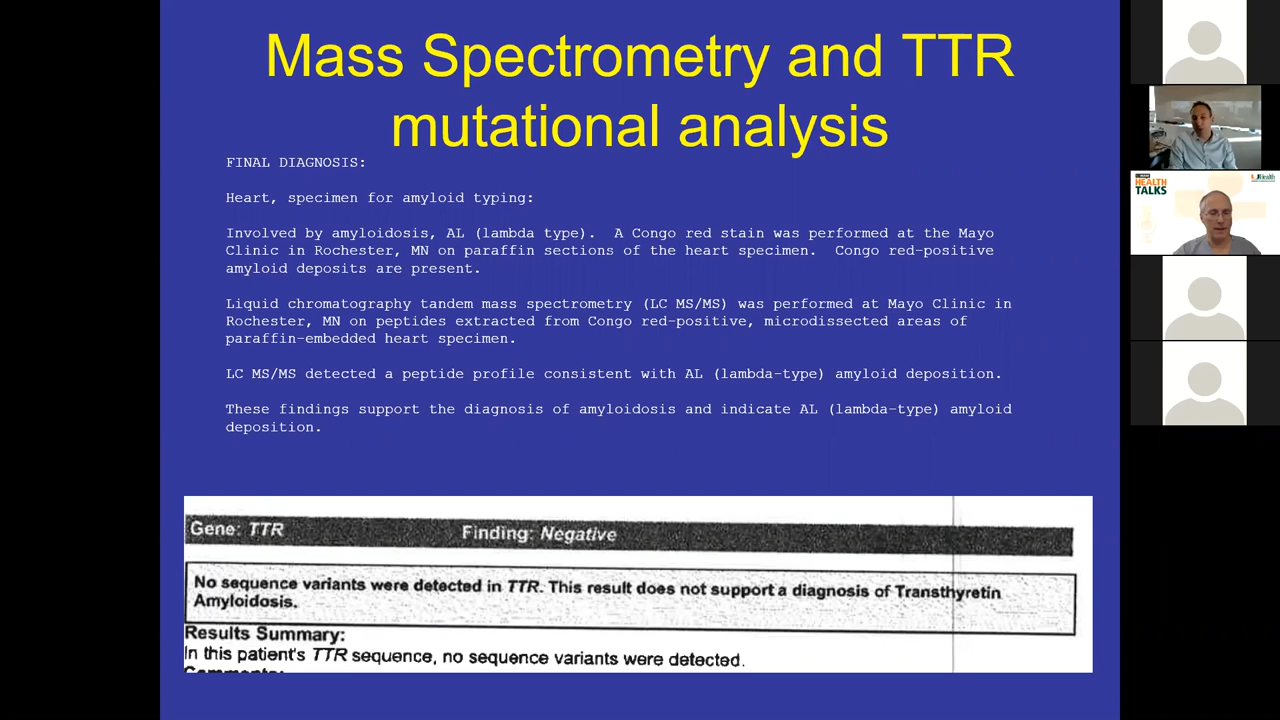 Mass Spectrometry and TTR
mutational analysis
FINAL DIAGNOSIS:
Heart, specimen for amyloid typing:
Involved by amyloidosis, AL (lambda type).  A Congo red stain was performed at the Mayo
Clinic in Rochester, MN on paraffin sections of the heart specimen.  Congo red-positive
amyloid deposits are present.
Liquid chromatography tandem mass spectrometry (LC MS/MS) was performed at Mayo Clinic in
Rochester, MN on peptides extracted from Congo red-positive, microdissected areas of
paraffin-embedded heart specimen.
LC MS/MS detected a peptide profile consistent with AL (lambda-type) amyloid deposition.
These findings support the diagnosis of amyloidosis and indicate AL (lambda-type) amyloid
deposition.
Gene: TTR Finding: Negative
No sequence variants were detected in TTR. This result does not support a diagnosis of Transthyretin
Amyloidosis.
Results Summary:
In this patient's TTR sequence, no sequence variants were detected.
HEALTH
TALKS
UHealth